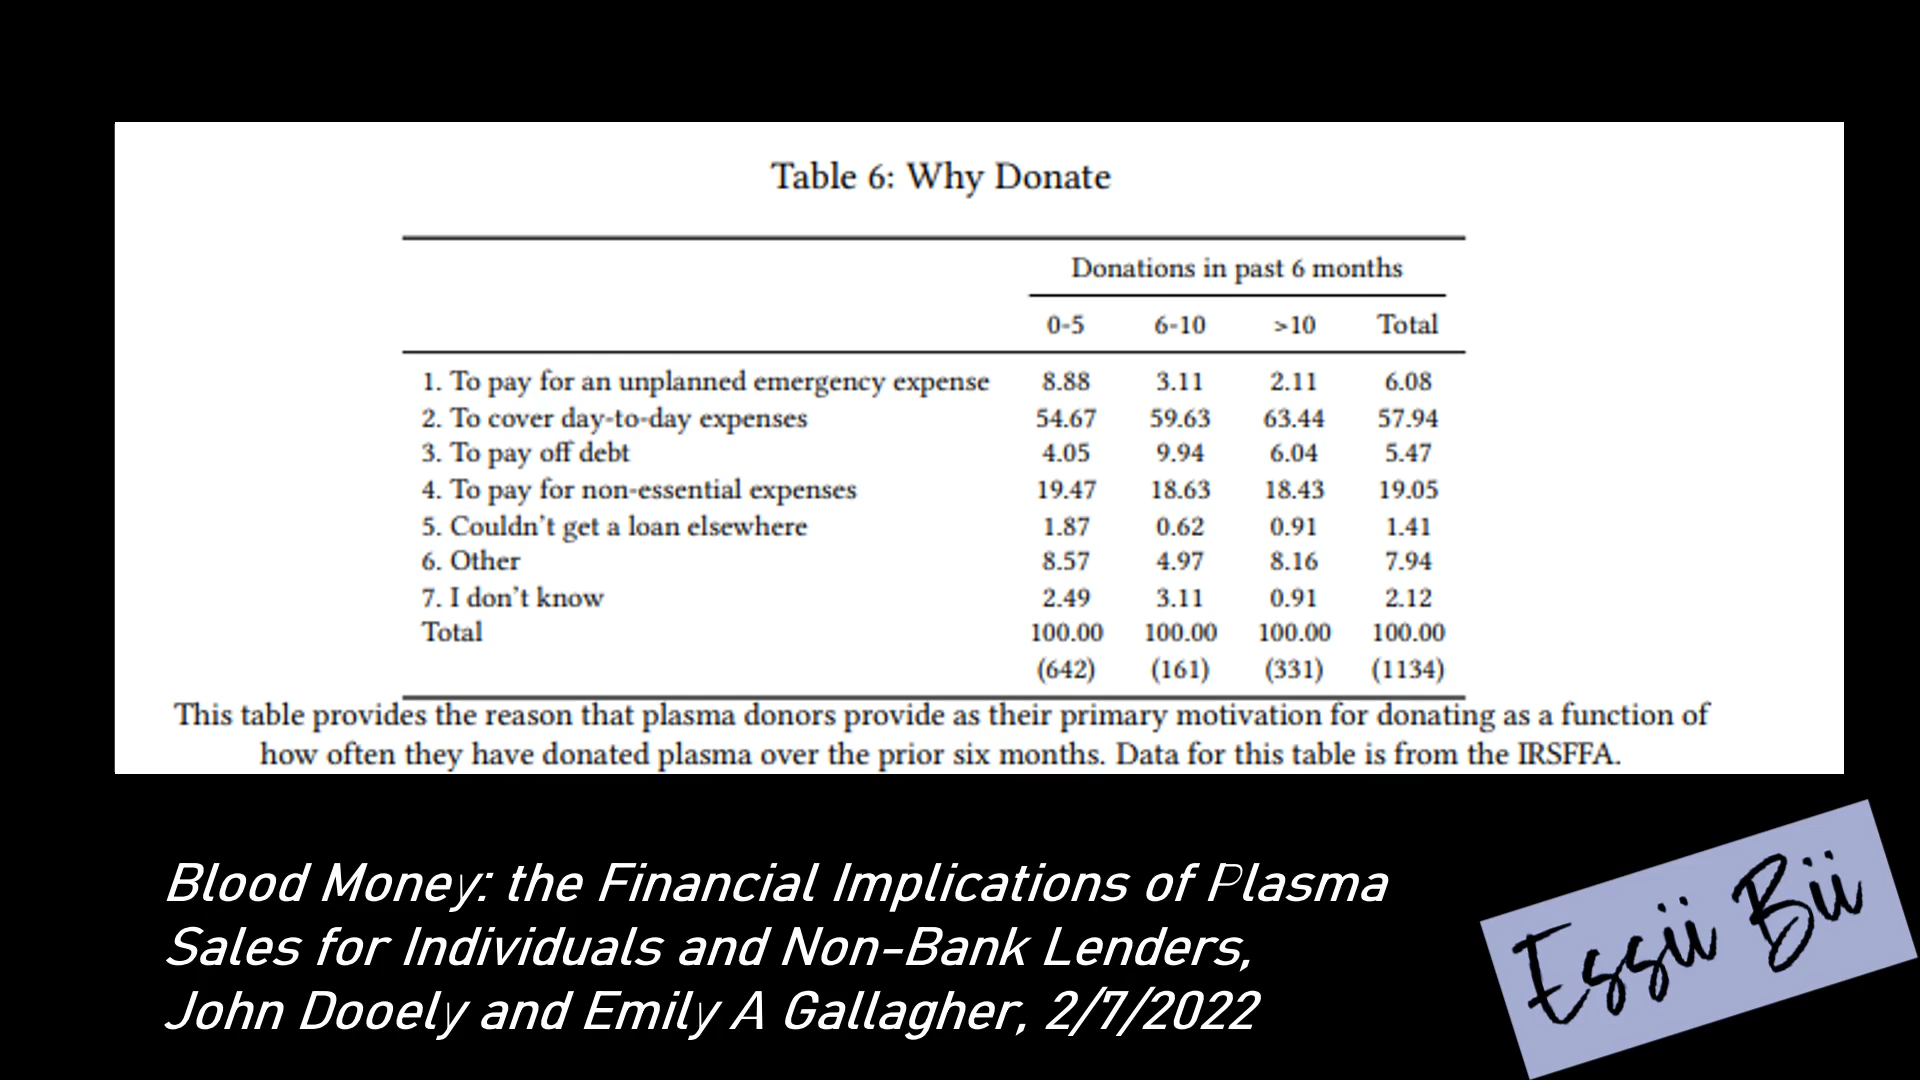 Table 6: Why Donate
Donations in past 6 months
0-5 6-10 >10 Total
1. To pay for an unplanned emergency expense 8.88 3.11 2.11 6.08
2. To cover day-to-day expenses 54.67 59.63 63.44 57.94
3. To pay off debt 4.05 9.94 6.04 5.47
4. To pay for non-essential expenses 19.47 18.63 18.43 19.05
5. Couldn't get a loan elsewhere 1.87 0.62 0.91 1.41
6. Other 8.57 4.97 8.16 7.94
7. I don't know 2.49 3.11 0.91 2.12
Total 100.00 100.00 100.00 100.00
(642) (161) (331) (1134)
This table provides the reason that plasma donors provide as their primary motivation for donating as a function of
how often they have donated plasma over the prior six months. Data for this table is from the IRSFFA.
Blood Money: the Financial Implications of Plasma
Sales for Individuals and Non-Bank Lenders,
John Dooely and Emily A Gallagher, 2/7/2022
Essii Bii